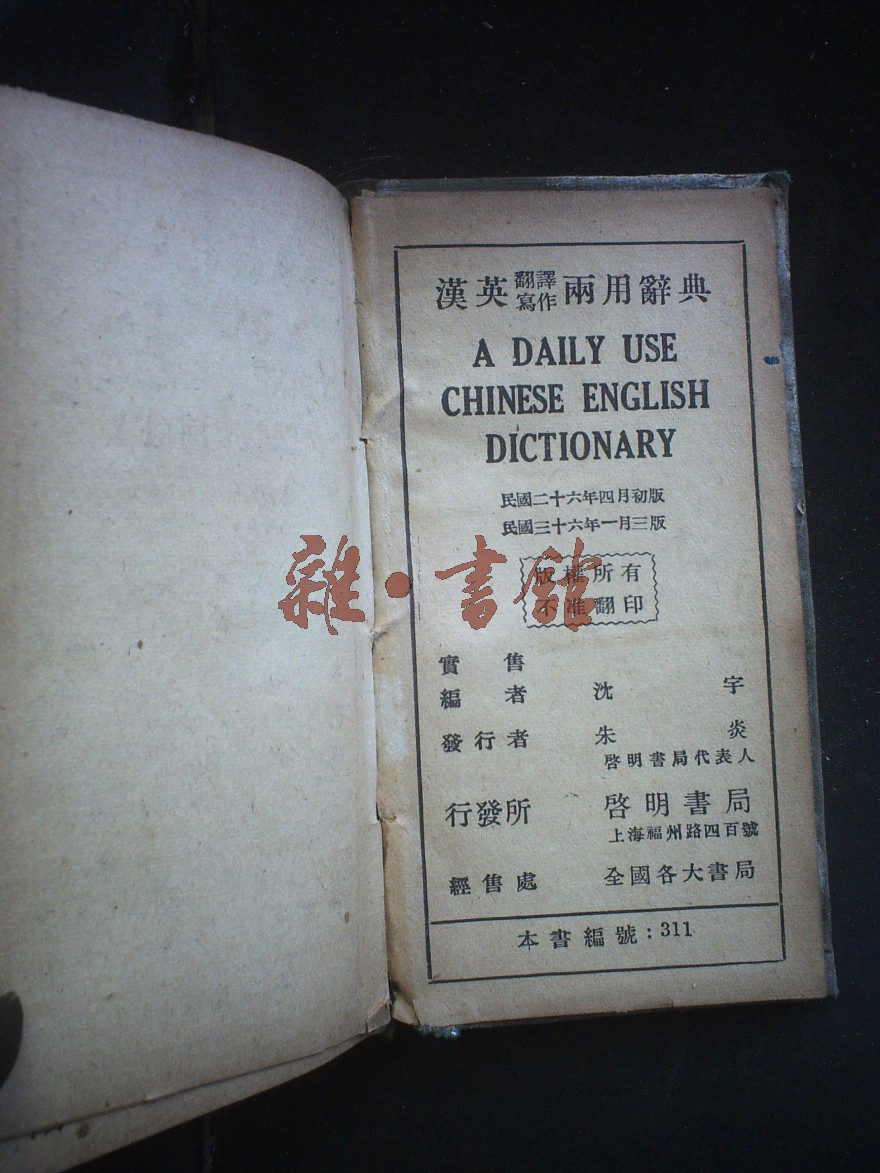 漢英翻譯寫作兩用辭典
A DAILY USE
CHINESE ENGLISH
DICTIONARY
民國二十六年四月初版
民國三十六年一月三版
版權所有
不准翻印
雜·書館
實售
編者 沈宇
發行者 朱炎
啓明書局代表人
行發所 啓明書局
上海福州路四百號
經售處 全國各大書局
本書編號：311